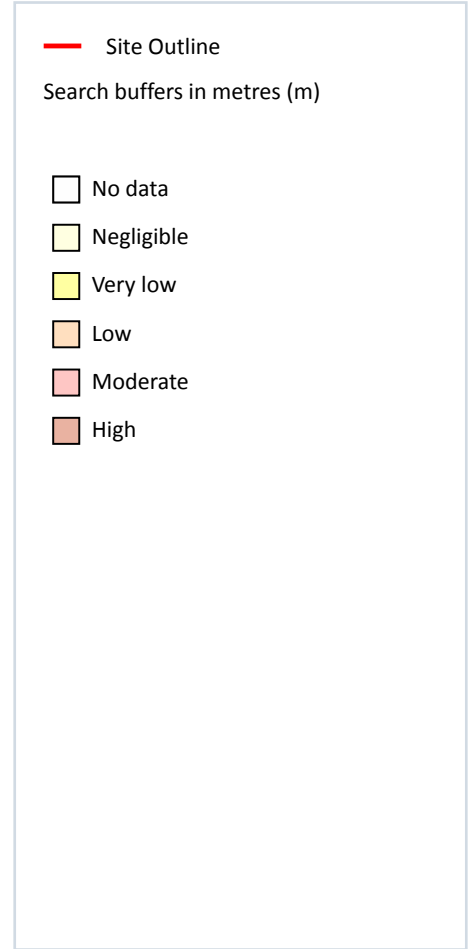 Site Outline
Search buffers in metres (m)
No data
Negligible
Very low
Low
Moderate
High